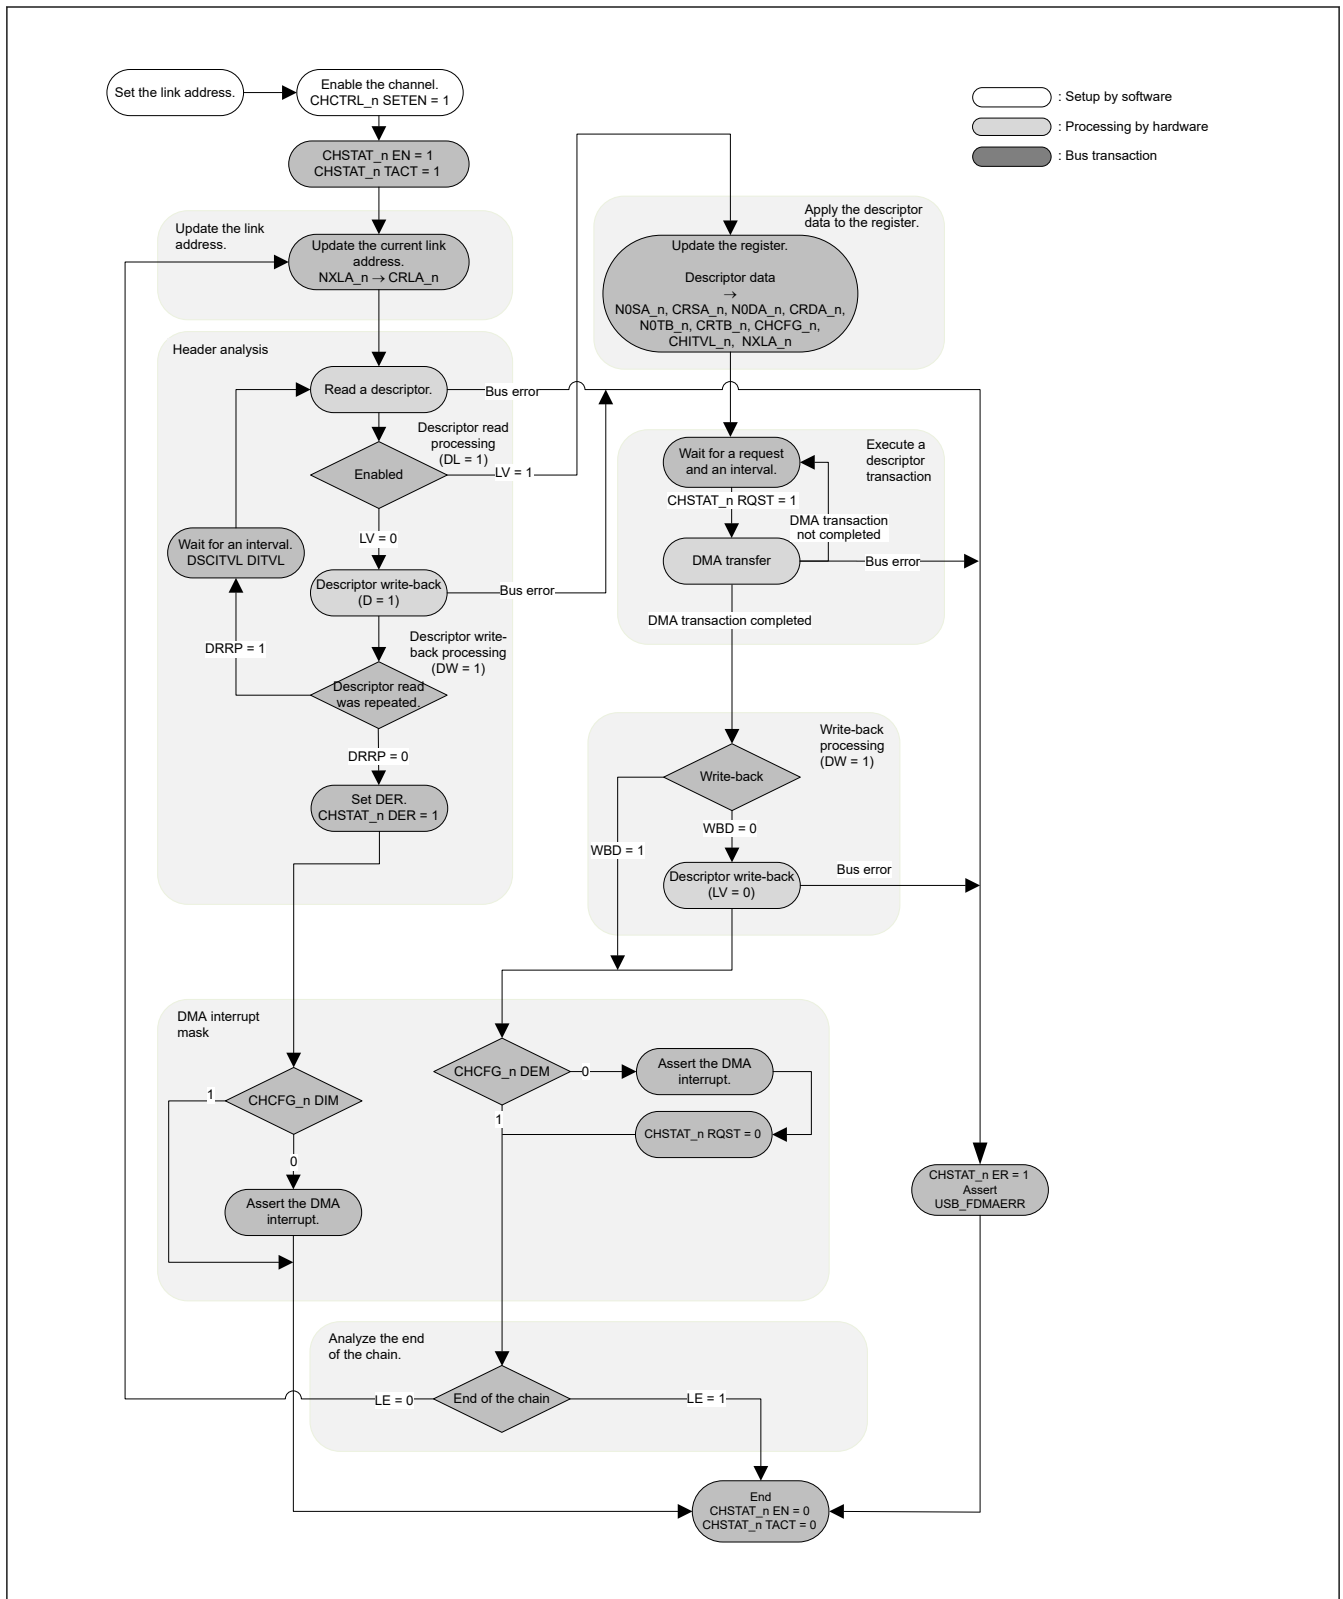 Set the link address.
Enable the channel.
CHCTRL_n SETEN = 1
: Setup by software
: Processing by hardware
: Bus transaction
CHSTAT_n EN = 1
CHSTAT_n TACT = 1
Update the link
address.
Update the current link
address.
NXLA_n → CRLA_n
Apply the descriptor
data to the register.
Update the register.
Descriptor data
→
N0SA_n, CRSA_n, N0DA_n, CRDA_n,
N0TB_n, CRTB_n, CHCFG_n,
CHITVL_n, NXLA_n
Header analysis
Read a descriptor.
Bus error
Descriptor read
processing
(DL = 1)
Enabled
LV = 1
LV = 0
Wait for an interval.
DSCITVL DITVL
Descriptor write-back
(D = 1)
Bus error
DRRP = 1
Descriptor write-
back processing
(DW = 1)
Descriptor read
was repeated.
DRRP = 0
Set DER.
CHSTAT_n DER = 1
Execute a
descriptor
transaction
Wait for a request
and an interval.
CHSTAT_n RQST = 1
DMA transaction
not completed
DMA transfer
Bus error
DMA transaction completed
Write-back
processing
(DW = 1)
Write-back
WBD = 0
WBD = 1
Descriptor write-back
(LV = 0)
Bus error
DMA interrupt
mask
CHCFG_n DIM
1
0
Assert the DMA
interrupt.
CHCFG_n DEM
0
1
Assert the DMA
interrupt.
CHSTAT_n RQST = 0
CHSTAT_n ER = 1
Assert
USB_FDMAERR
Analyze the end
of the chain.
LE = 0
End of the chain
LE = 1
End
CHSTAT_n EN = 0
CHSTAT_n TACT = 0